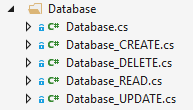 Database
C# Database.cs
C# Database_CREATE.cs
C# Database_DELETE.cs
C# Database_READ.cs
C# Database_UPDATE.cs